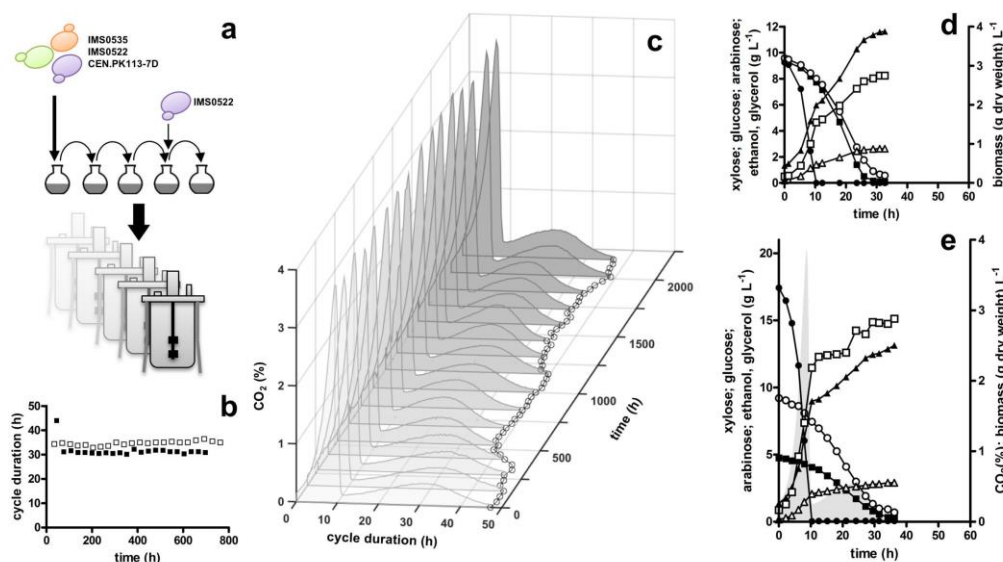 a
IMS0535
IMS0522
CEN.PK113-7D
IMS0522
b
cycle duration (h)
50
40
30
20
10
0
0 200 400 600 800
time (h)
c
CO2 (%)
4
3
2
1
0
0 10 20 30 40 50
cycle duration (h)
0
500
1000
1500
2000
time (h)
d
xylose; glucose; arabinose;
ethanol, glycerol (g L-1)
12
10
8
6
4
2
0
0 10 20 30 40 50 60
time (h)
4
3
2
1
0
biomass (g dry weight) L-1
e
xylose; glucose;
arabinose; ethanol, glycerol (g L-1)
20
15
10
5
0
0 10 20 30 40 50 60
time (h)
4
3
2
1
0
CO2(%); biomass (g dry weight) L-1